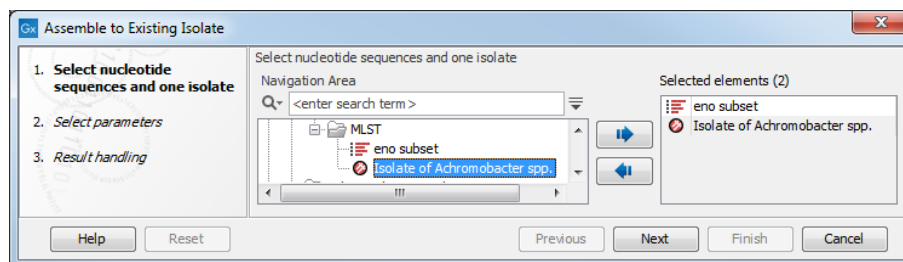 Gx Assemble to Existing Isolate
1. Select nucleotide
sequences and one isolate
2. Select parameters
3. Result handling
Select nucleotide sequences and one isolate
Navigation Area
<enter search term>
MLST
eno subset
Isolate of Achromobacter spp.
Selected elements (2)
eno subset
Isolate of Achromobacter spp.
Help Reset Previous Next Finish Cancel